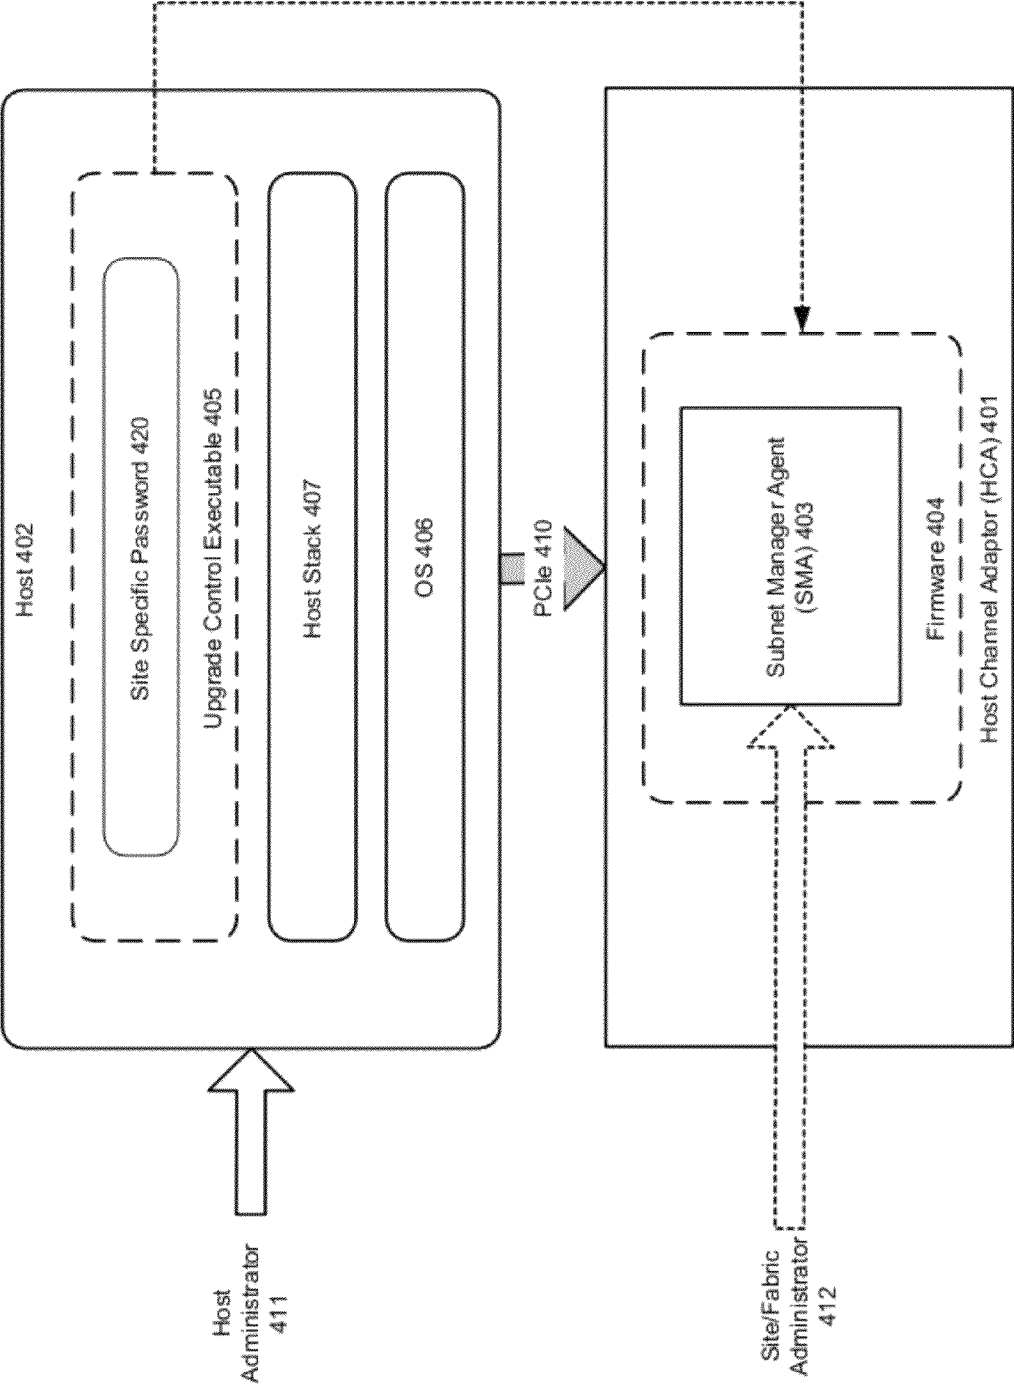 Host 402
Site Specific Password 420
Upgrade Control Executable 405
Host Stack 407
OS 406
PCIe 410
Subnet Manager Agent
(SMA) 403
Firmware 404
Host Channel Adaptor (HCA) 401
Host
Administrator
411
Site/Fabric
Administrator
412